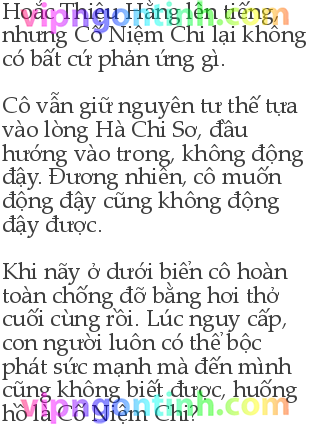 Hoắc Thiệu Hằng lên tiếng,
nhưng Cố Niệm Chi lại không
có bất cứ phản ứng gì.
Cô vẫn giữ nguyên tư thế tựa
vào lòng Hà Chi Sơ, đầu
hướng vào trong, không động
đậy. Đương nhiên, cô muốn
động đậy cũng không động
đậy được.
Khi nãy ở dưới biển cô hoàn
toàn chống đỡ bằng hơi thở
cuối cùng rồi. Lúc nguy cấp,
con người luôn có thể bộc
phát sức mạnh mà đến mình
cũng không biết được, huống
hồ là Cố Niệm Chi?
vipngontinh.com
vipngontinh.com